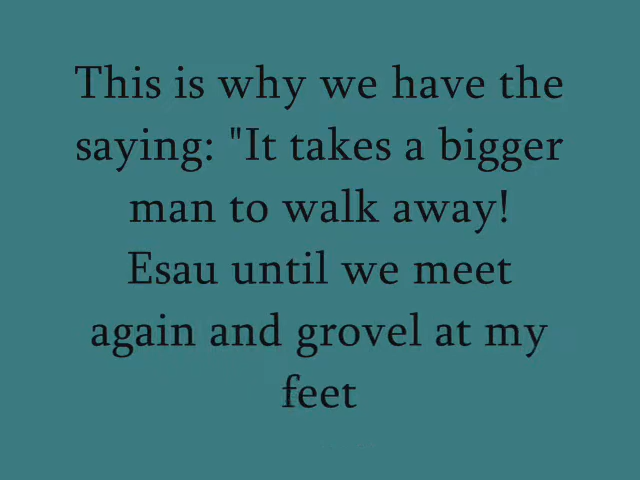 This is why we have the
saying: "It takes a bigger
man to walk away!
Esau until we meet
again and grovel at my
feet